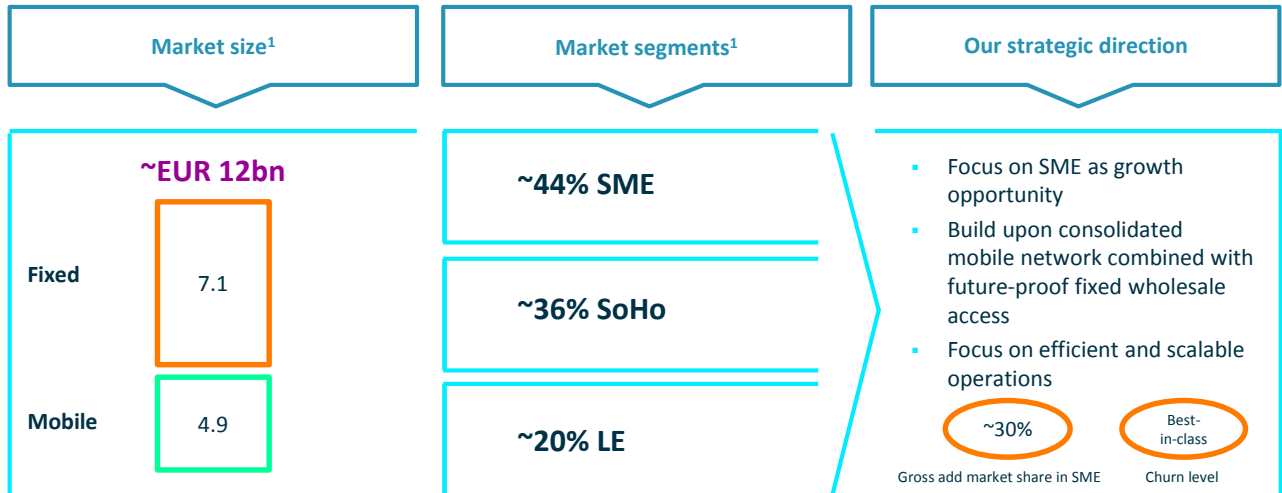 Market size¹
Market segments¹
Our strategic direction
~EUR 12bn
Fixed
7.1
Mobile
4.9
~44% SME
~36% SoHo
~20% LE
▪ Focus on SME as growth
opportunity
▪ Build upon consolidated
mobile network combined with
future-proof fixed wholesale
access
▪ Focus on efficient and scalable
operations
~30%
Gross add market share in SME
Best-
in-class
Churn level